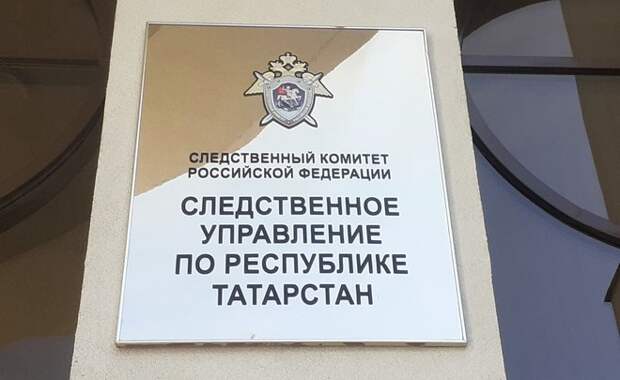 СЛЕДСТВЕННЫЙ КОМИТЕТ
РОССИЙСКОЙ ФЕДЕРАЦИИ
СЛЕДСТВЕННОЕ
УПРАВЛЕНИЕ
ПО РЕСПУБЛИКЕ
ТАТАРСТАН